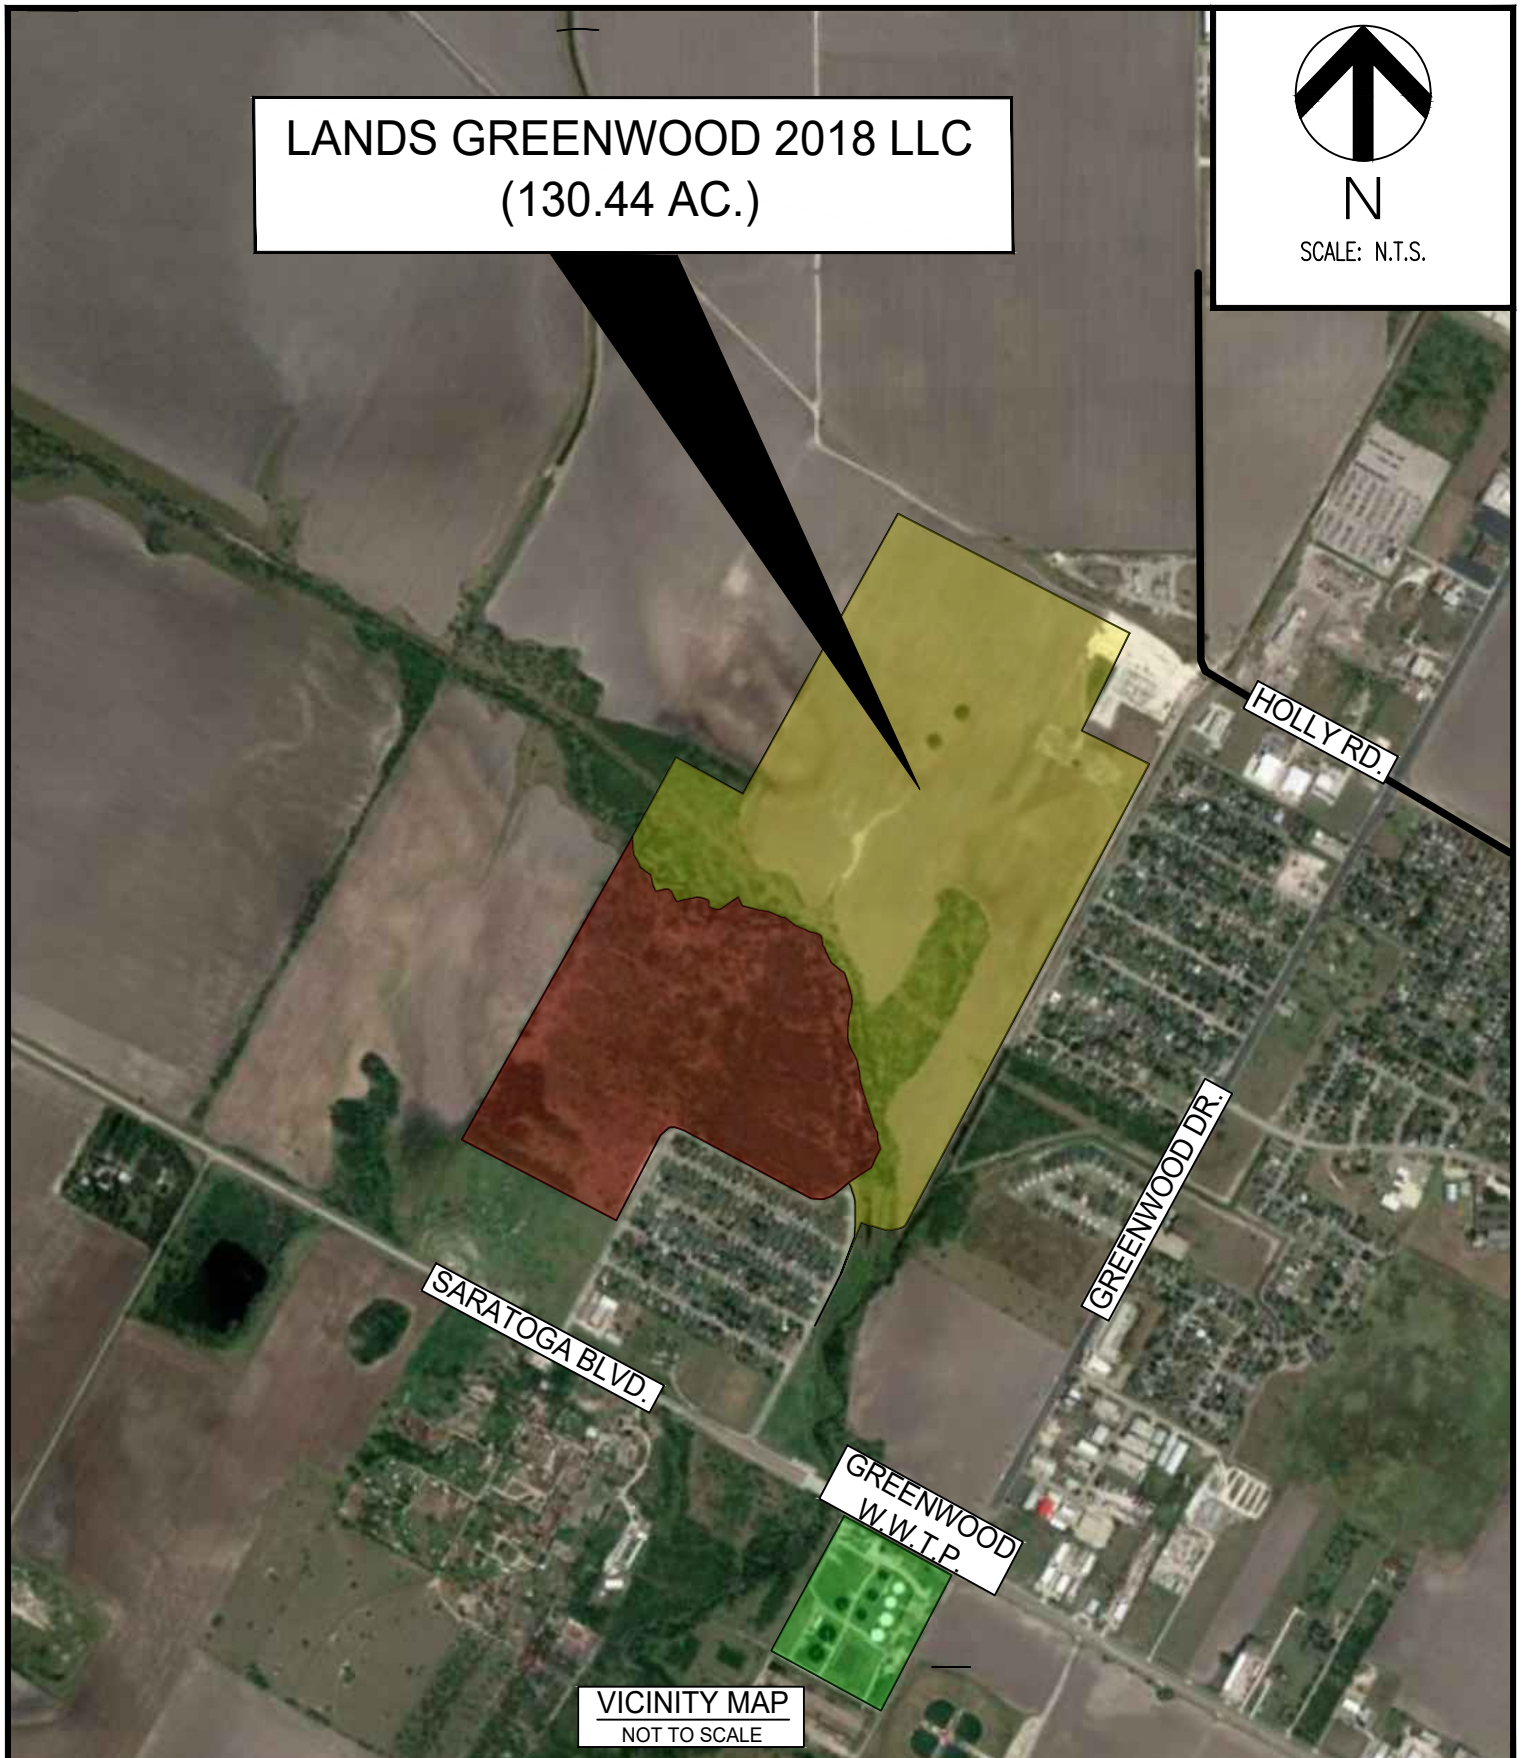 LANDS GREENWOOD 2018 LLC
(130.44 AC.)
N
SCALE: N.T.S.
HOLLY RD.
GREENWOOD DR.
SARATOGA BLVD.
GREENWOOD
W.W.T.P.
VICINITY MAP
NOT TO SCALE